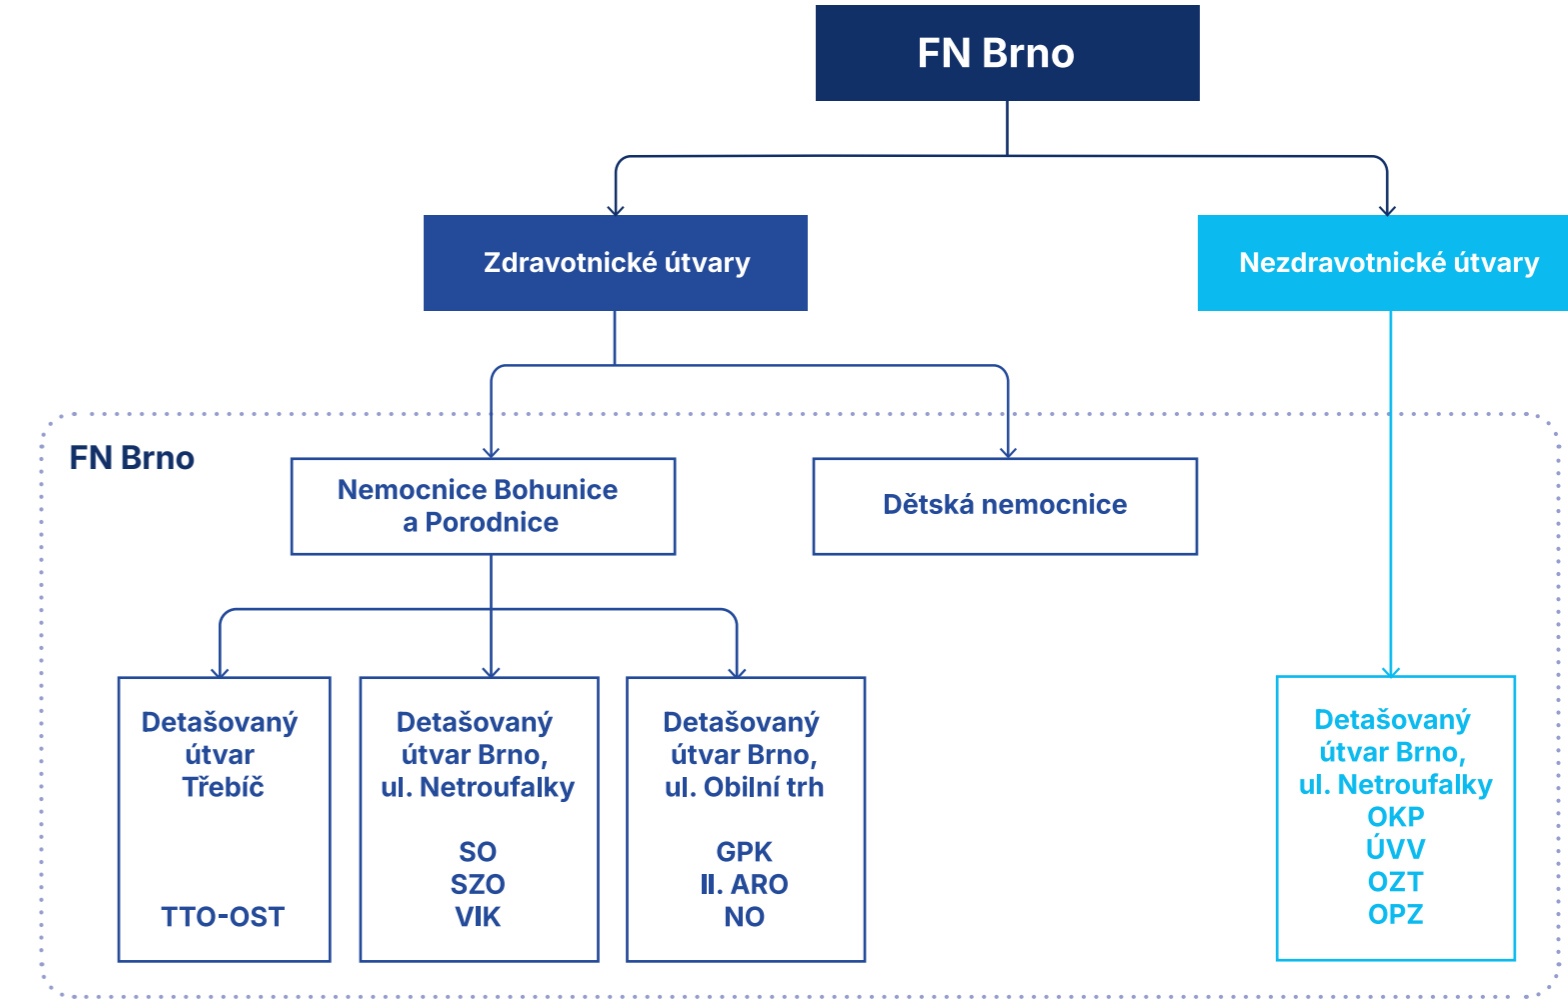 FN Brno
Zdravotnické útvary
Nezdravotnické útvary
FN Brno
Nemocnice Bohunice
a Porodnice
Dětská nemocnice
Detašovaný
útvar
Třebíč
TTO-OST
Detašovaný
útvar Brno,
ul. Netroufalky
SO
SZO
VIK
Detašovaný
útvar Brno,
ul. Obilní trh
GPK
II. ARO
NO
Detašovaný
útvar Brno,
ul. Netroufalky
OKP
ÚVV
OZT
OPZ